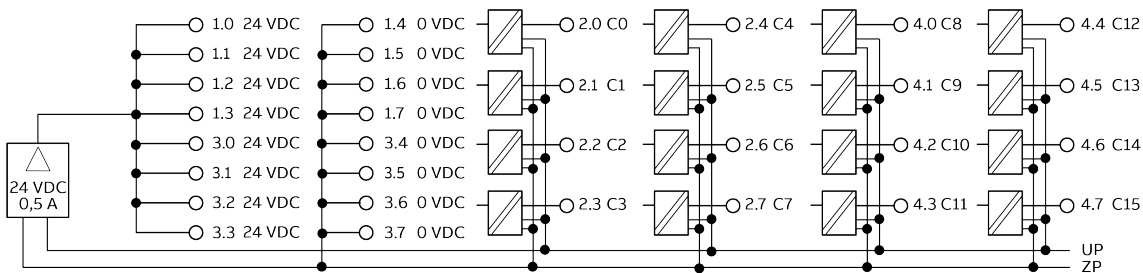 1.0 24 VDC
1.1 24 VDC
1.2 24 VDC
1.3 24 VDC
3.0 24 VDC
3.1 24 VDC
3.2 24 VDC
3.3 24 VDC
24 VDC
0,5 A
1.4 0 VDC
1.5 0 VDC
1.6 0 VDC
1.7 0 VDC
3.4 0 VDC
3.5 0 VDC
3.6 0 VDC
3.7 0 VDC
2.0 C0
2.1 C1
2.2 C2
2.3 C3
2.4 C4
2.5 C5
2.6 C6
2.7 C7
4.0 C8
4.1 C9
4.2 C10
4.3 C11
4.4 C12
4.5 C13
4.6 C14
4.7 C15
UP
ZP